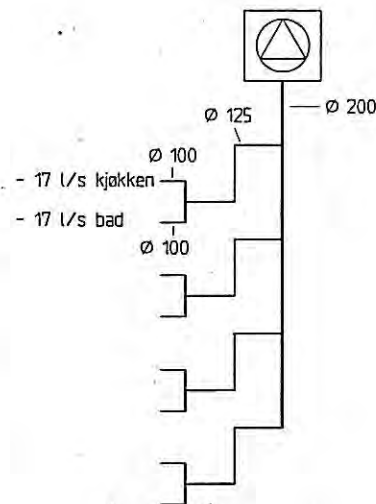 Ø 200
Ø 125
Ø 100
- 17 l/s kjøkken
- 17 l/s bad
Ø 100